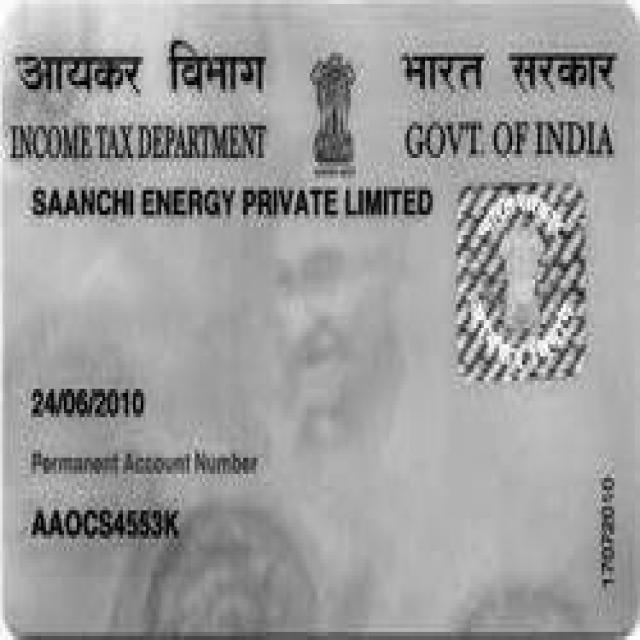 आयकर विभाग भारत सरकार
INCOME TAX DEPARTMENT GOVT. OF INDIA
SAANCHI ENERGY PRIVATE LIMITED
24/06/2010
Permanent Account Number
AAOCS4553K
17072010